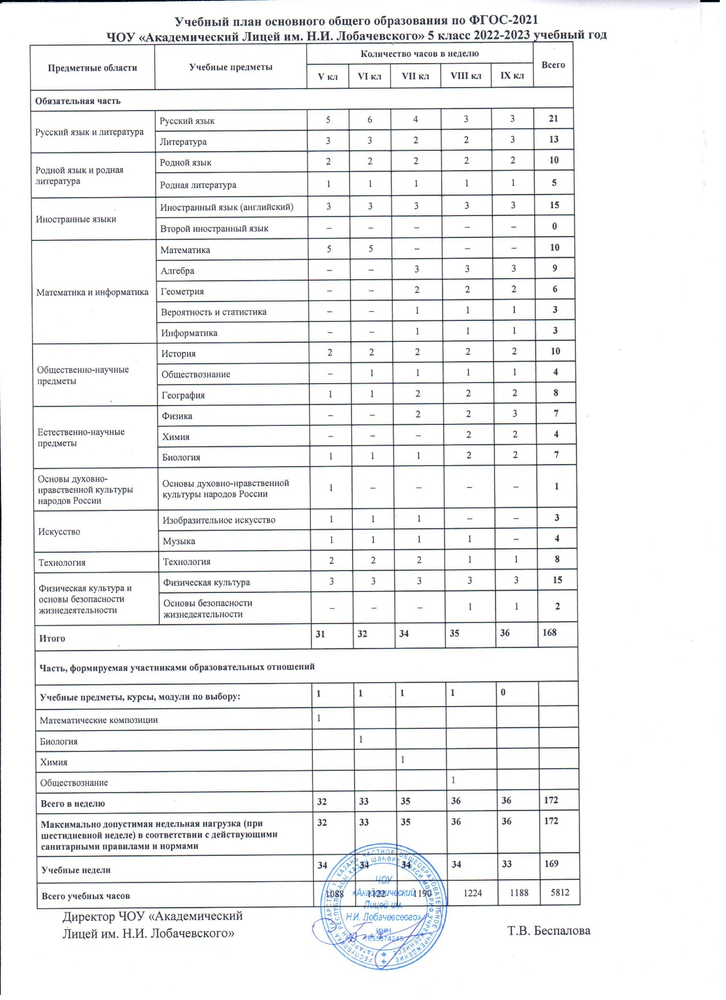 Учебный план основного общего образования по ФГОС-2021
ЧОУ «Академический Лицей им. Н.И. Лобачевского» 5 класс 2022-2023 учебный год
Предметные области Учебные предметы Количество часов в неделю Всего
V кл VI кл VII кл VIII кл IX кл
Обязательная часть
Русский язык и литература
Русский язык 5 6 4 3 3 21
Литература 3 3 2 2 3 13
Родной язык и родная
литература
Родной язык 2 2 2 2 2 10
Родная литература 1 1 1 1 1 5
Иностранные языки
Иностранный язык (английский) 3 3 3 3 3 15
Второй иностранный язык – – – – – 0
Математика и информатика
Математика 5 5 – – – 10
Алгебра – – 3 3 3 9
Геометрия – – 2 2 2 6
Вероятность и статистика – – 1 1 1 3
Информатика – – 1 1 1 3
Общественно-научные
предметы
История 2 2 2 2 2 10
Обществознание – 1 1 1 1 4
География 1 1 2 2 2 8
Естественно-научные
предметы
Физика – – 2 2 3 7
Химия – – – 2 2 4
Биология 1 1 1 2 2 7
Основы духовно-
нравственной культуры
народов России
Основы духовно-нравственной
культуры народов России 1 – – – – 1
Искусство
Изобразительное искусство 1 1 1 – – 3
Музыка 1 1 1 1 – 4
Технология Технология 2 2 2 1 1 8
Физическая культура и
основы безопасности
жизнедеятельности
Физическая культура 3 3 3 3 3 15
Основы безопасности
жизнедеятельности – – – 1 1 2
Итого 31 32 34 35 36 168
Часть, формируемая участниками образовательных отношений
Учебные предметы, курсы, модули по выбору: 1 1 1 1 0
Математические композиции 1
Биология 1
Химия 1
Обществознание 1
Всего в неделю 32 33 35 36 36 172
Максимально допустимая недельная нагрузка (при
шестидневной неделе) в соответствии с действующими
санитарными правилами и нормами 32 33 35 36 36 172
Учебные недели 34 34 34 34 33 169
Всего учебных часов 1088 1122 1190 1224 1188 5812
Директор ЧОУ «Академический
Лицей им. Н.И. Лобачевского» Т.В. Беспалова
ЧОУ
«Академический
Лицей им.
Н.И. Лобачевсеого»
ИНН
1655074245
РЕСПУБЛИКА ТАТАРСТАН г. КАЗАНЬ ЧАСТНОЕ ОБЩЕОБРАЗОВАТЕЛЬНОЕ УЧРЕЖДЕНИЕ